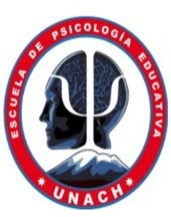 ESCUELA DE PSICOLOGÍA EDUCATIVA
* UNACH *
Ψ